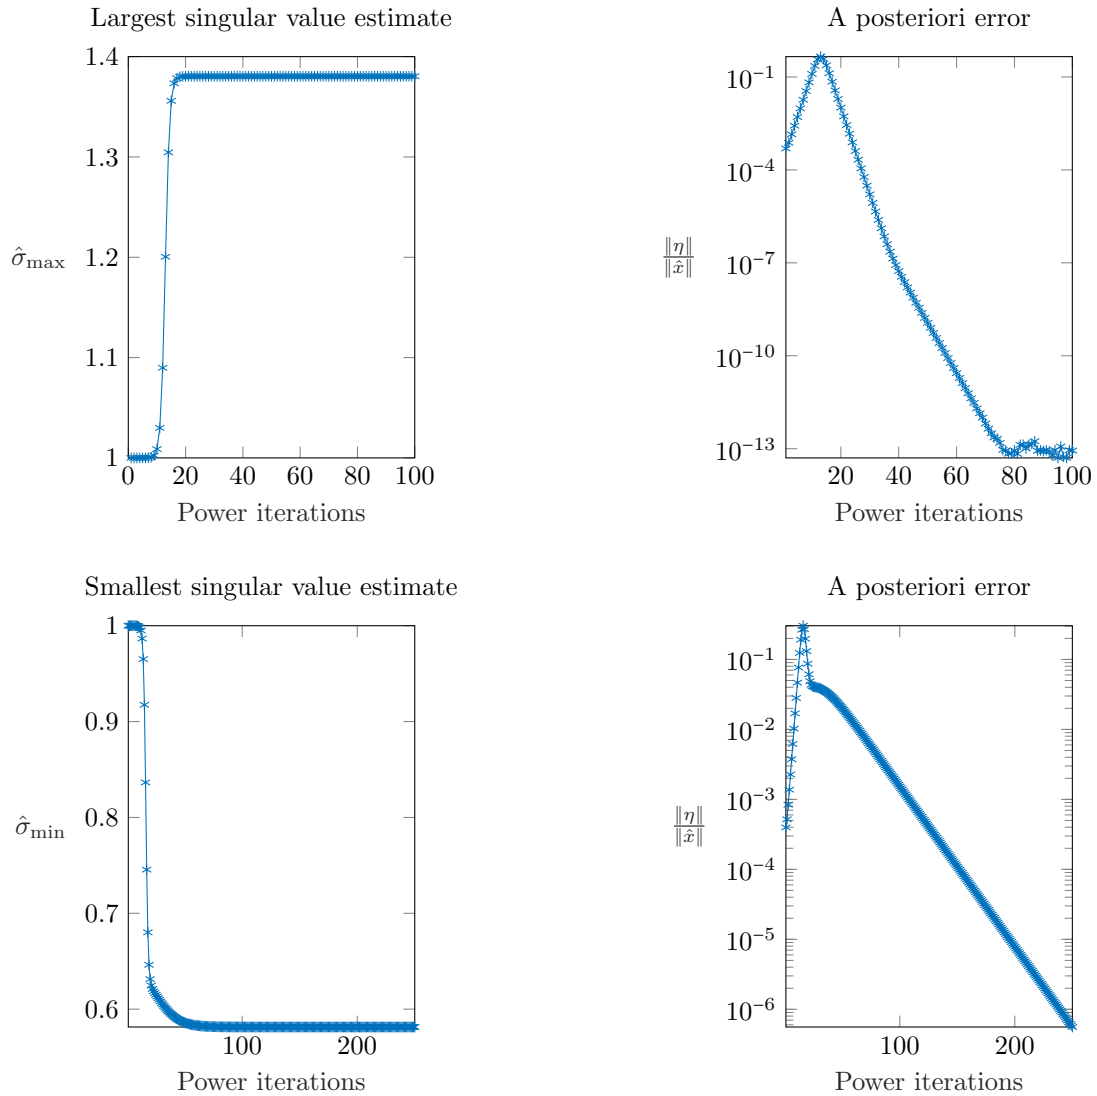 Largest singular value estimate
1.4
1.3
1.2
1.1
1
σ̂max
0 20 40 60 80 100
Power iterations
A posteriori error
10⁻¹
10⁻⁴
10⁻⁷
10⁻¹⁰
10⁻¹³
‖η‖
‖x̂‖
20 40 60 80 100
Power iterations
Smallest singular value estimate
1
0.9
0.8
0.7
0.6
σ̂min
100 200
Power iterations
A posteriori error
10⁻¹
10⁻²
10⁻³
10⁻⁴
10⁻⁵
10⁻⁶
‖η‖
‖x̂‖
100 200
Power iterations